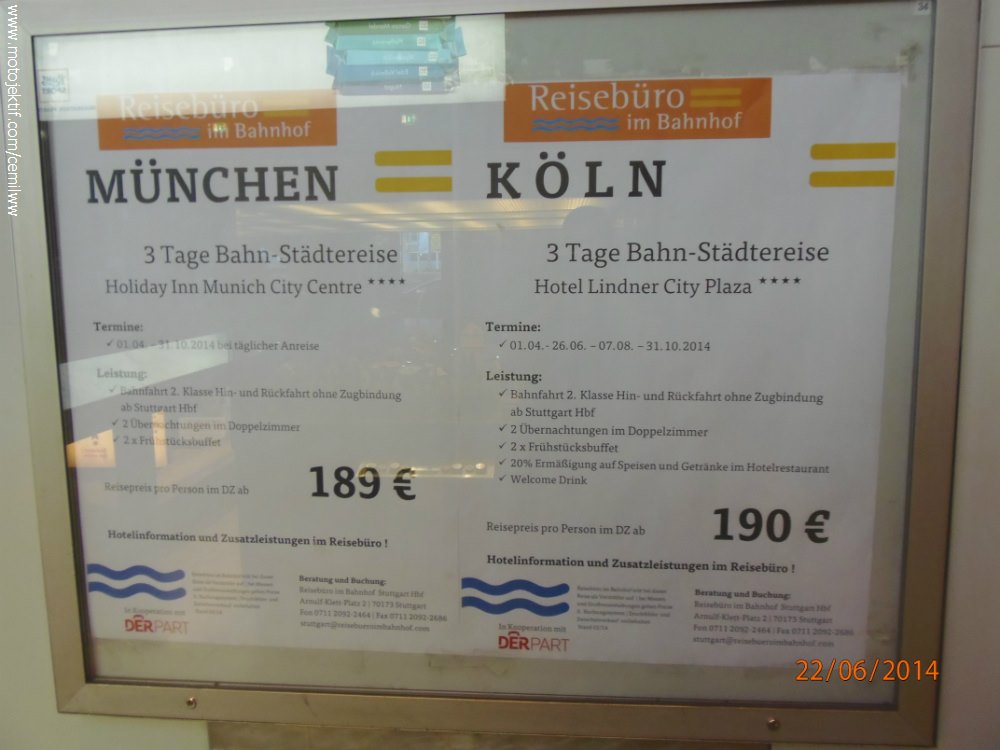 www.motojektif.com/cemilww
34
Reisebüro
im Bahnhof
MÜNCHEN
3 Tage Bahn-Städtereise
Holiday Inn Munich City Centre ★★★★
Termine:
✓ 01.04. – 31.10.2014 bei täglicher Anreise
Leistung:
✓ Bahnfahrt 2. Klasse Hin- und Rückfahrt ohne Zugbindung
ab Stuttgart Hbf
✓ 2 Übernachtungen im Doppelzimmer
✓ 2 x Frühstücksbuffet
Reisepreis pro Person im DZ ab
189 €
Hotelinformation und Zusatzleistungen im Reisebüro !
In Kooperation mit
DERPART
Beratung und Buchung:
Reisebüro im Bahnhof Stuttgart Hbf
Arnulf-Klett-Platz 2 | 70173 Stuttgart
Fon 0711 2092-2464 | Fax 0711 2092-2686
stuttgart@reisebueroimbahnhof.com
Reisebüro
im Bahnhof
KÖLN
3 Tage Bahn-Städtereise
Hotel Lindner City Plaza ★★★★
Termine:
✓ 01.04.- 26.06. – 07.08. – 31.10.2014
Leistung:
✓ Bahnfahrt 2. Klasse Hin- und Rückfahrt ohne Zugbindung
ab Stuttgart Hbf
✓ 2 Übernachtungen im Doppelzimmer
✓ 2 x Frühstücksbuffet
✓ 20% Ermäßigung auf Speisen und Getränke im Hotelrestaurant
✓ Welcome Drink
Reisepreis pro Person im DZ ab
190 €
Hotelinformation und Zusatzleistungen im Reisebüro !
In Kooperation mit
DERPART
Beratung und Buchung:
Reisebüro im Bahnhof Stuttgart Hbf
Arnulf-Klett-Platz 2 | 70173 Stuttgart
Fon 0711 2092-2464 | Fax 0711 2092-2686
stuttgart@reisebueroimbahnhof.com
22/06/2014